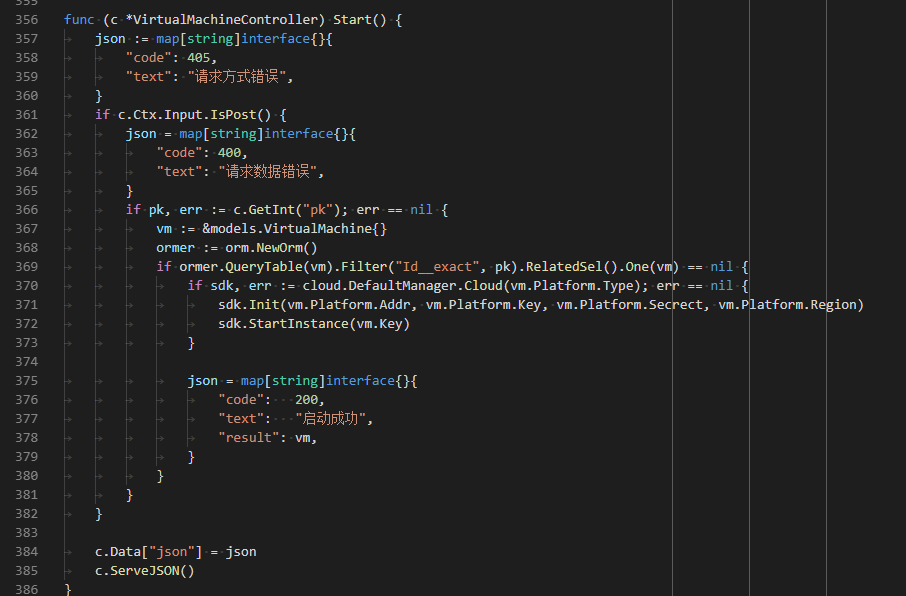 355
356 func (c *VirtualMachineController) Start() {
357 json := map[string]interface{}{
358 "code": 405,
359 "text": "请求方式错误",
360 }
361 if c.Ctx.Input.IsPost() {
362 json = map[string]interface{}{
363 "code": 400,
364 "text": "请求数据错误",
365 }
366 if pk, err := c.GetInt("pk"); err == nil {
367 vm := &models.VirtualMachine{}
368 ormer := orm.NewOrm()
369 if ormer.QueryTable(vm).Filter("Id__exact", pk).RelatedSel().One(vm) == nil {
370 if sdk, err := cloud.DefaultManager.Cloud(vm.Platform.Type); err == nil {
371 sdk.Init(vm.Platform.Addr, vm.Platform.Key, vm.Platform.Secrect, vm.Platform.Region)
372 sdk.StartInstance(vm.Key)
373 }
374
375 json = map[string]interface{}{
376 "code": 200,
377 "text": "启动成功",
378 "result": vm,
379 }
380 }
381 }
382 }
383
384 c.Data["json"] = json
385 c.ServeJSON()
386 }